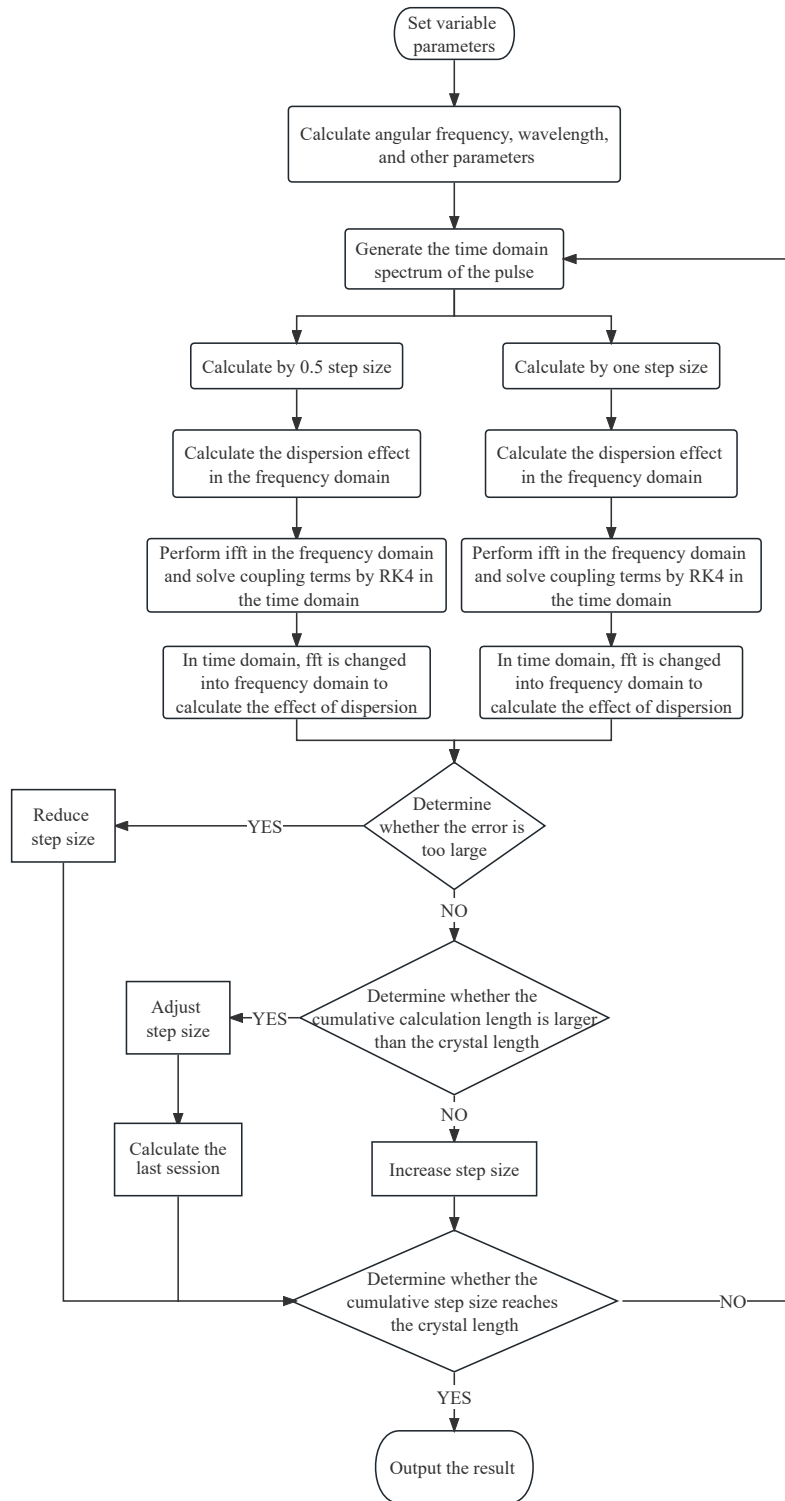 Set variable
parameters
Calculate angular frequency, wavelength,
and other parameters
Generate the time domain
spectrum of the pulse
Calculate by 0.5 step size
Calculate by one step size
Calculate the dispersion effect
in the frequency domain
Calculate the dispersion effect
in the frequency domain
Perform ifft in the frequency domain
and solve coupling terms by RK4 in
the time domain
Perform ifft in the frequency domain
and solve coupling terms by RK4 in
the time domain
In time domain, fft is changed
into frequency domain to
calculate the effect of dispersion
In time domain, fft is changed
into frequency domain to
calculate the effect of dispersion
Determine
whether the error is
too large
YES
Reduce
step size
NO
Determine whether the
cumulative calculation length is larger
than the crystal length
YES
Adjust
step size
NO
Calculate the
last session
Increase step size
Determine whether the
cumulative step size reaches
the crystal length
NO
YES
Output the result